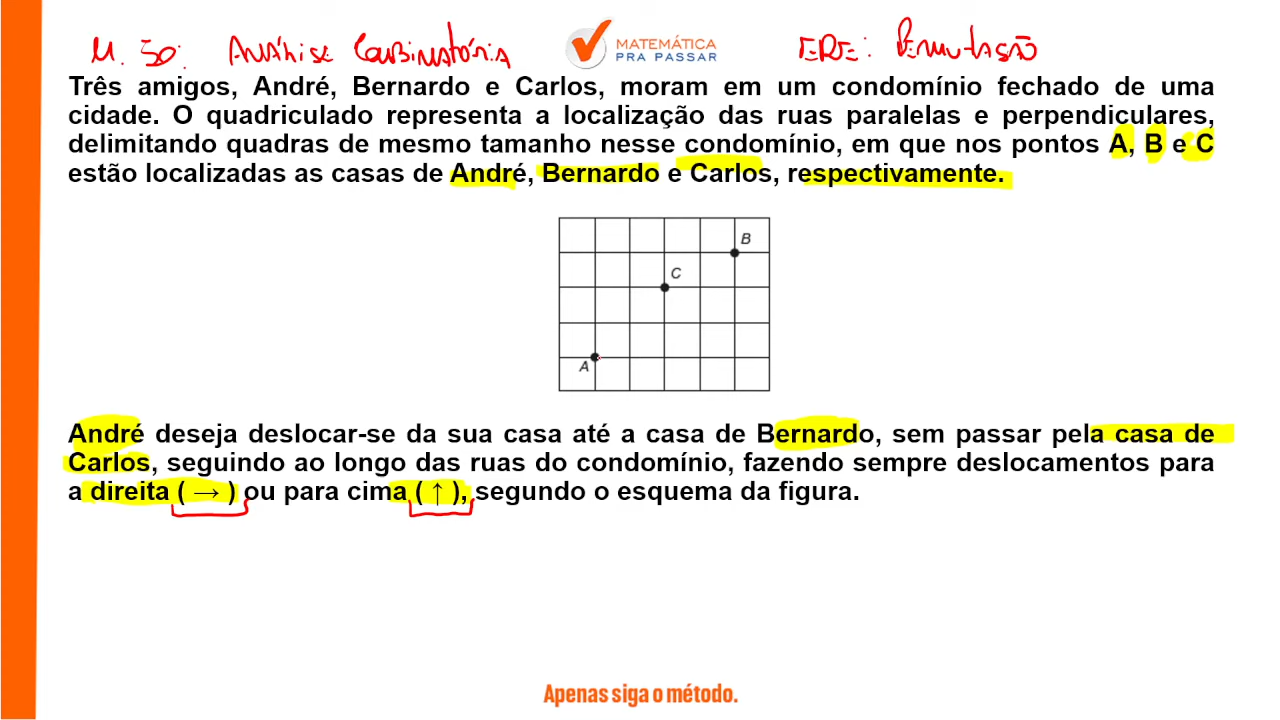 M. 30: ANÁLISE COMBINATÓRIA
MATEMÁTICA
PRA PASSAR
ERE: PERMUTAÇÃO
Três amigos, André, Bernardo e Carlos, moram em um condomínio fechado de uma
cidade. O quadriculado representa a localização das ruas paralelas e perpendiculares,
delimitando quadras de mesmo tamanho nesse condomínio, em que nos pontos A, B e C
estão localizadas as casas de André, Bernardo e Carlos, respectivamente.
B
C
A
André deseja deslocar-se da sua casa até a casa de Bernardo, sem passar pela casa de
Carlos, seguindo ao longo das ruas do condomínio, fazendo sempre deslocamentos para
a direita ( → ) ou para cima ( ↑ ), segundo o esquema da figura.
Apenas siga o método.